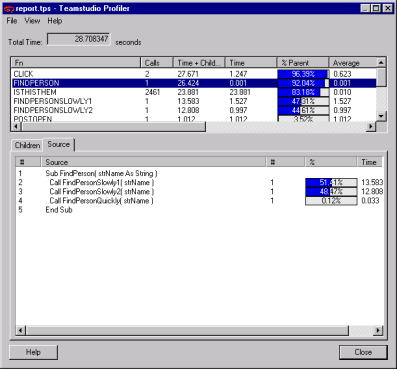 report.tps - Teamstudio Profiler
File View Help
Total Time: 28.708347 seconds
Fn Calls Time + Child... Time % Parent Average
CLICK 2 27.671 1.247 96.39% 0.623
FINDPERSON 1 26.424 0.001 92.04% 0.001
ISTHISTHEM 2461 23.881 23.881 83.18% 0.010
FINDPERSONSLOWLY1 1 13.583 1.527 47.31% 1.527
FINDPERSONSLOWLY2 1 12.808 0.997 44.61% 0.997
POSTOPEN 1 1.012 1.012 3.52% 1.012
Children Source
# Source # % Time
1 Sub FindPerson( strName As String )
2 Call FindPersonSlowly1( strName ) 1 51.41% 13.583
3 Call FindPersonSlowly2( strName ) 1 48.47% 12.808
4 Call FindPersonQuickly( strName ) 1 0.12% 0.033
5 End Sub
Help Close